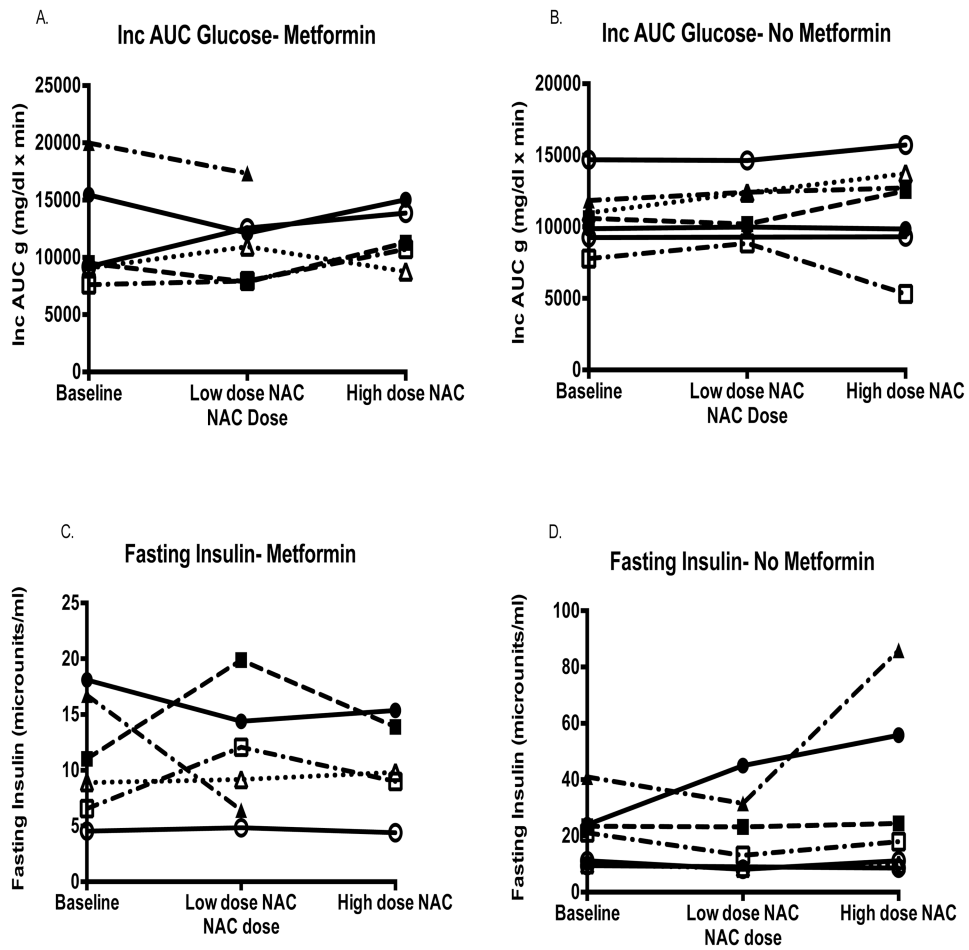 A.
Inc AUC Glucose- Metformin
Inc AUC g (mg/dl x min)
25000
20000
15000
10000
5000
0
Baseline
Low dose NAC
High dose NAC
NAC Dose
B.
Inc AUC Glucose- No Metformin
Inc AUC g (mg/dl x min)
20000
15000
10000
5000
0
Baseline
Low dose NAC
High dose NAC
NAC Dose
C.
Fasting Insulin- Metformin
Fasting Insulin (microunits/ml)
25
20
15
10
5
0
Baseline
Low dose NAC
High dose NAC
NAC dose
D.
Fasting Insulin- No Metformin
Fasting Insulin (microunits/ml)
100
80
60
40
20
0
Baseline
Low dose NAC
High dose NAC
NAC dose